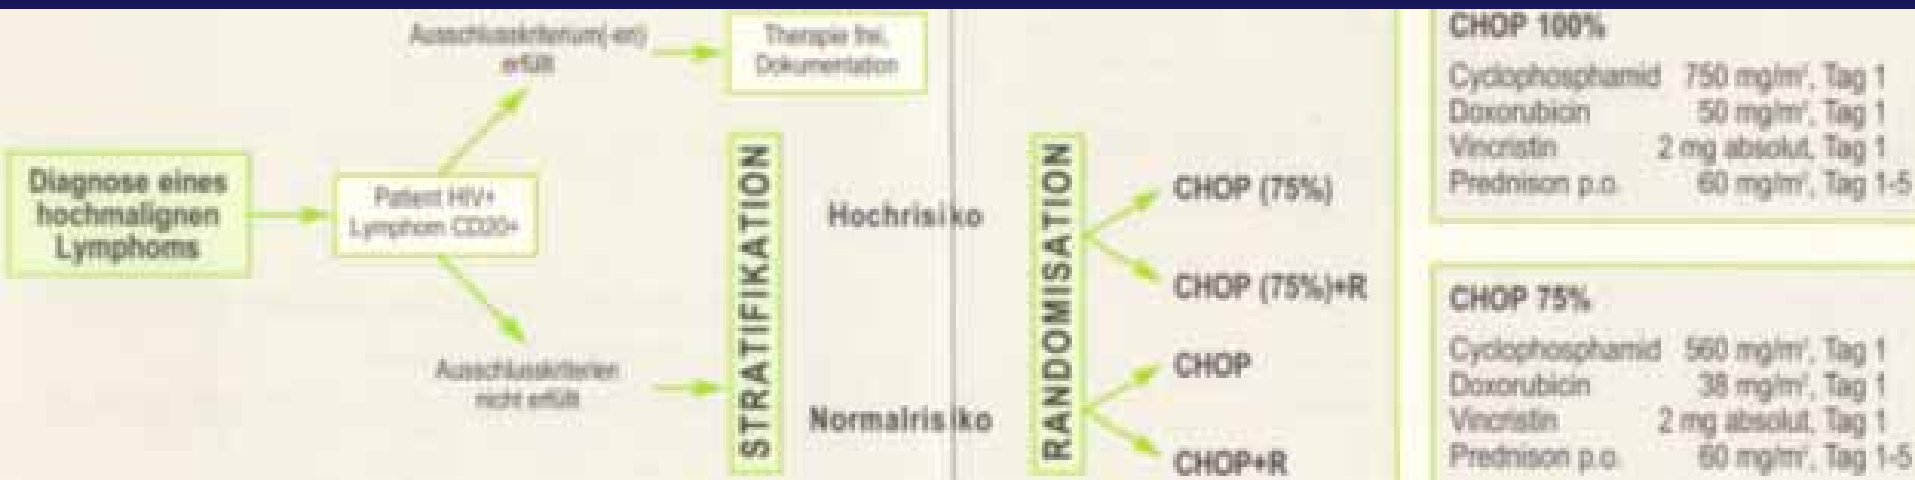 Ausschlusskriterium(-en)
erfüllt
Therapie frei,
Dokumentation
Diagnose eines
hochmalignen
Lymphoms
Patient HIV+
Lymphom CD20+
Ausschlusskriterien
nicht erfüllt
STRATIFIKATION
Hochrisiko
Normalrisiko
RANDOMISATION
CHOP (75%)
CHOP (75%)+R
CHOP
CHOP+R
CHOP 100%
Cyclophosphamid 750 mg/m², Tag 1
Doxorubicin 50 mg/m², Tag 1
Vincristin 2 mg absolut, Tag 1
Prednison p.o. 60 mg/m², Tag 1-5
CHOP 75%
Cyclophosphamid 560 mg/m², Tag 1
Doxorubicin 38 mg/m², Tag 1
Vincristin 2 mg absolut, Tag 1
Prednison p.o. 60 mg/m², Tag 1-5